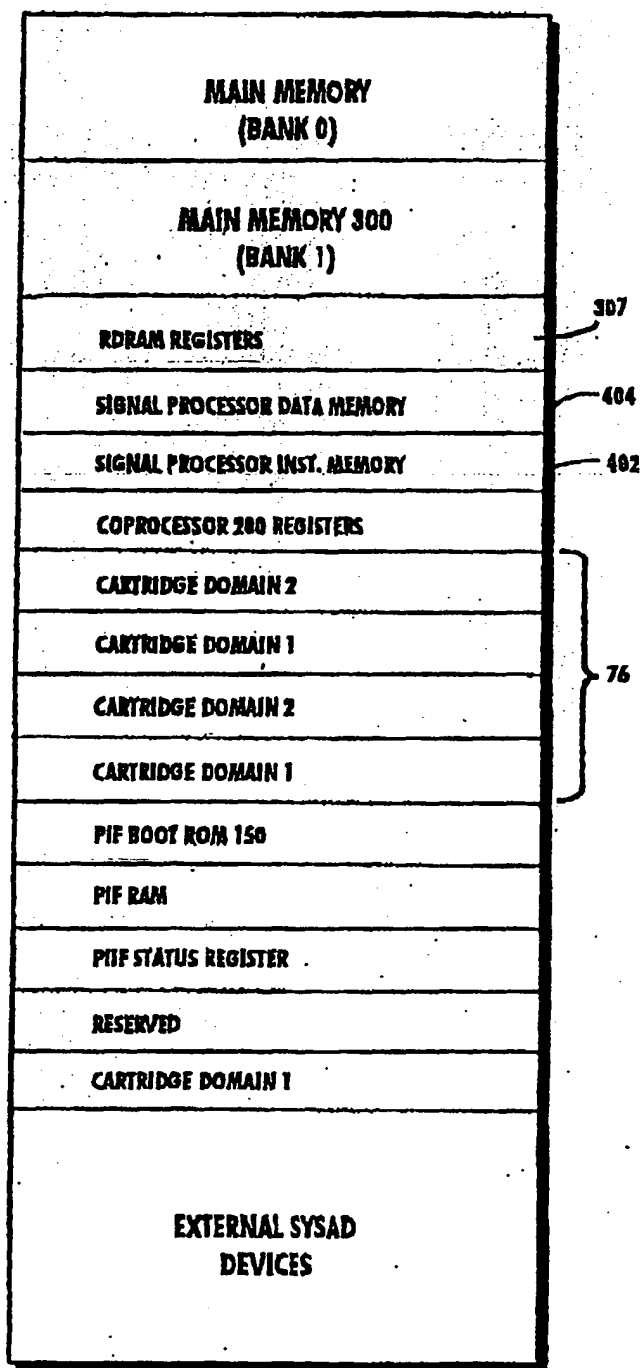 MAIN MEMORY
(BANK 0)
MAIN MEMORY 300
(BANK 1)
RDRAM REGISTERS
307
SIGNAL PROCESSOR DATA MEMORY
404
SIGNAL PROCESSOR INST. MEMORY
402
COPROCESSOR 200 REGISTERS
CARTRIDGE DOMAIN 2
CARTRIDGE DOMAIN 1
76
CARTRIDGE DOMAIN 2
CARTRIDGE DOMAIN 1
PIF BOOT ROM 150
PIF RAM
PIIF STATUS REGISTER
RESERVED
CARTRIDGE DOMAIN 1
EXTERNAL SYSAD
DEVICES